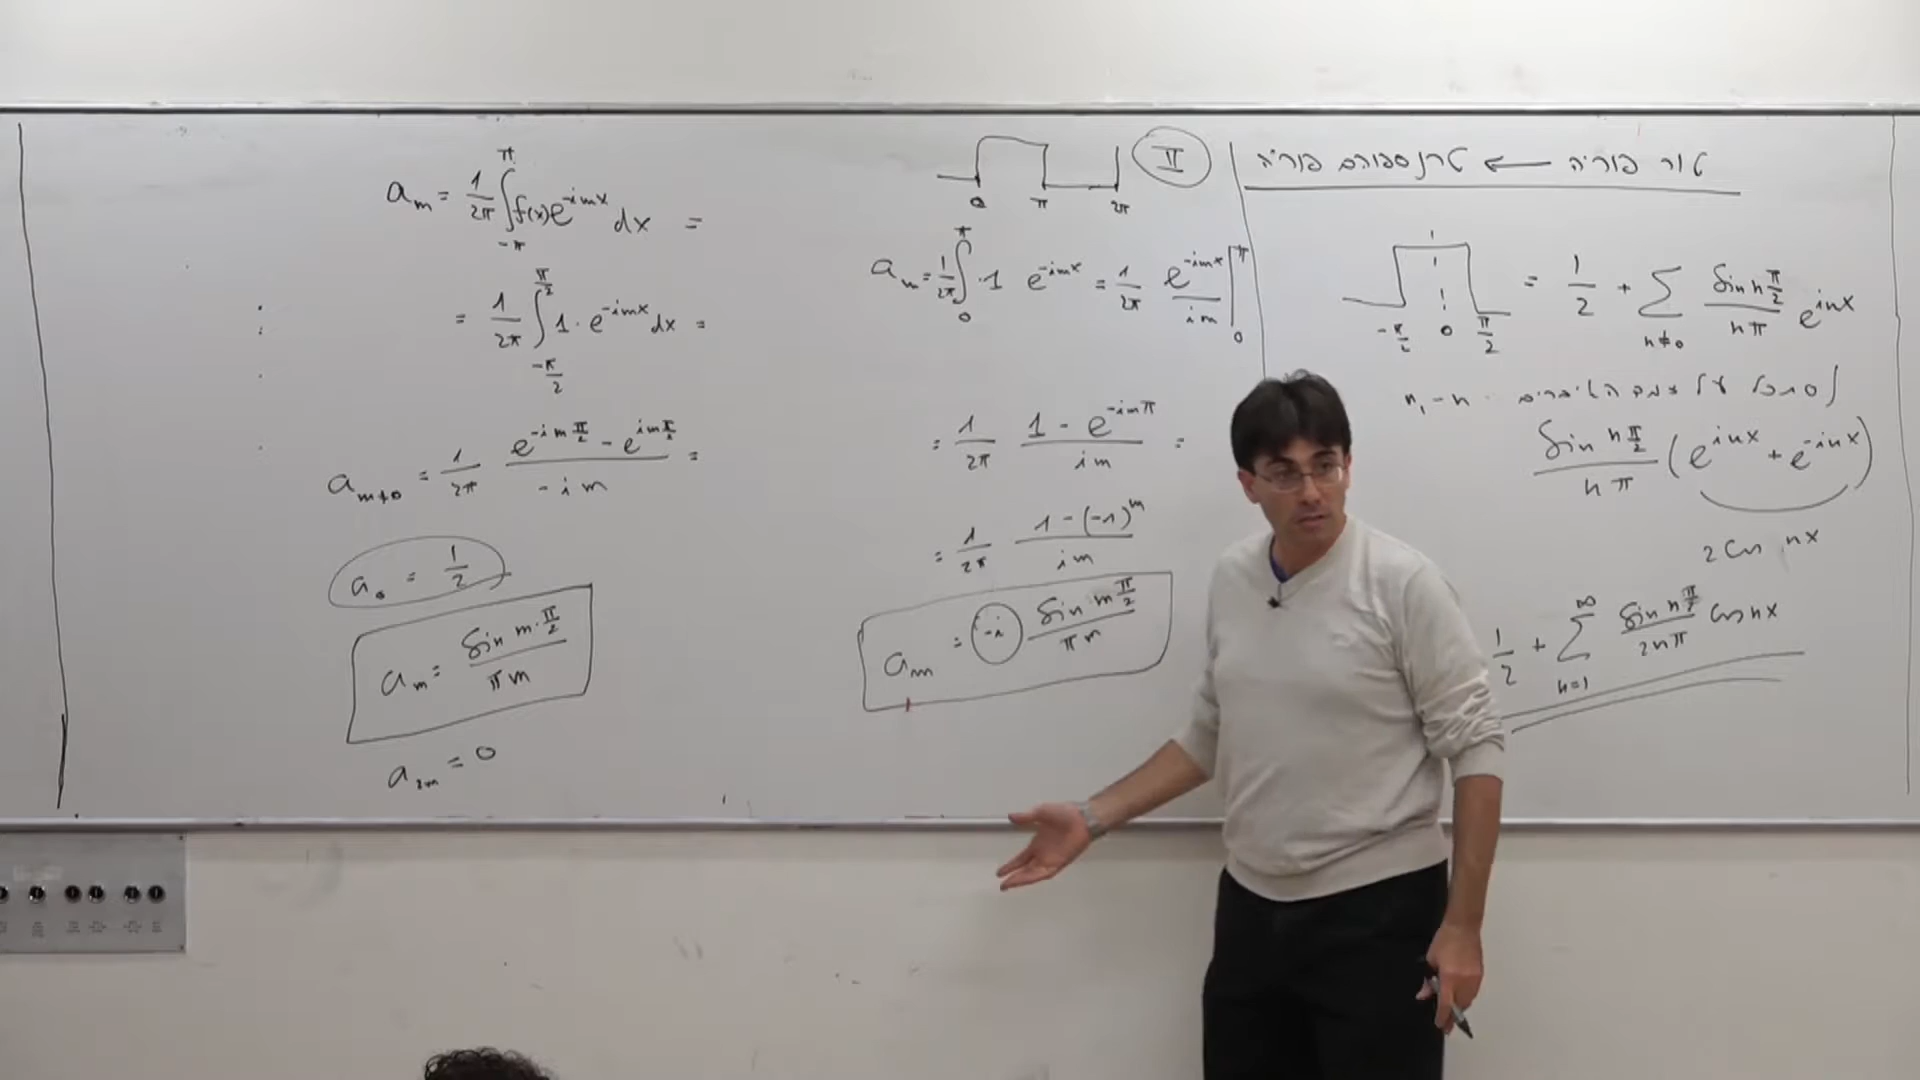 טור פוריה ← טרנספורם פוריה
1
-π/2 0 π/2
= 1/2 + Σ_{n≠0} (sin n π/2)/(nπ) e^{inx}
נסתכל על צמד האיברים n, -n
(sin n π/2)/(nπ) (e^{inx} + e^{-inx})
2 cos nx
1/2 + Σ_{n=1}^{∞} (sin n π/2)/(2nπ) cos nx
II
0 π 2π
a_m = 1/2π ∫_0^π · 1 e^{-imx} = 1/2π e^{-imx}/im |_0^π
= 1/2π (1 - e^{-imπ})/(im) =
= 1/2π (1 - (-1)^m)/(im)
a_m = -i (sin m π/2)/(πm)
a_m = 1/2π ∫_{-π}^{π} f(x) e^{-imx} dx =
= 1/2π ∫_{-π/2}^{π/2} 1 · e^{-imx} dx =
a_{m≠0} = 1/2π (e^{-im π/2} - e^{im π/2})/(-im) =
a_0 = 1/2
a_m = (sin m · π/2)/(πm)
a_{2m} = 0